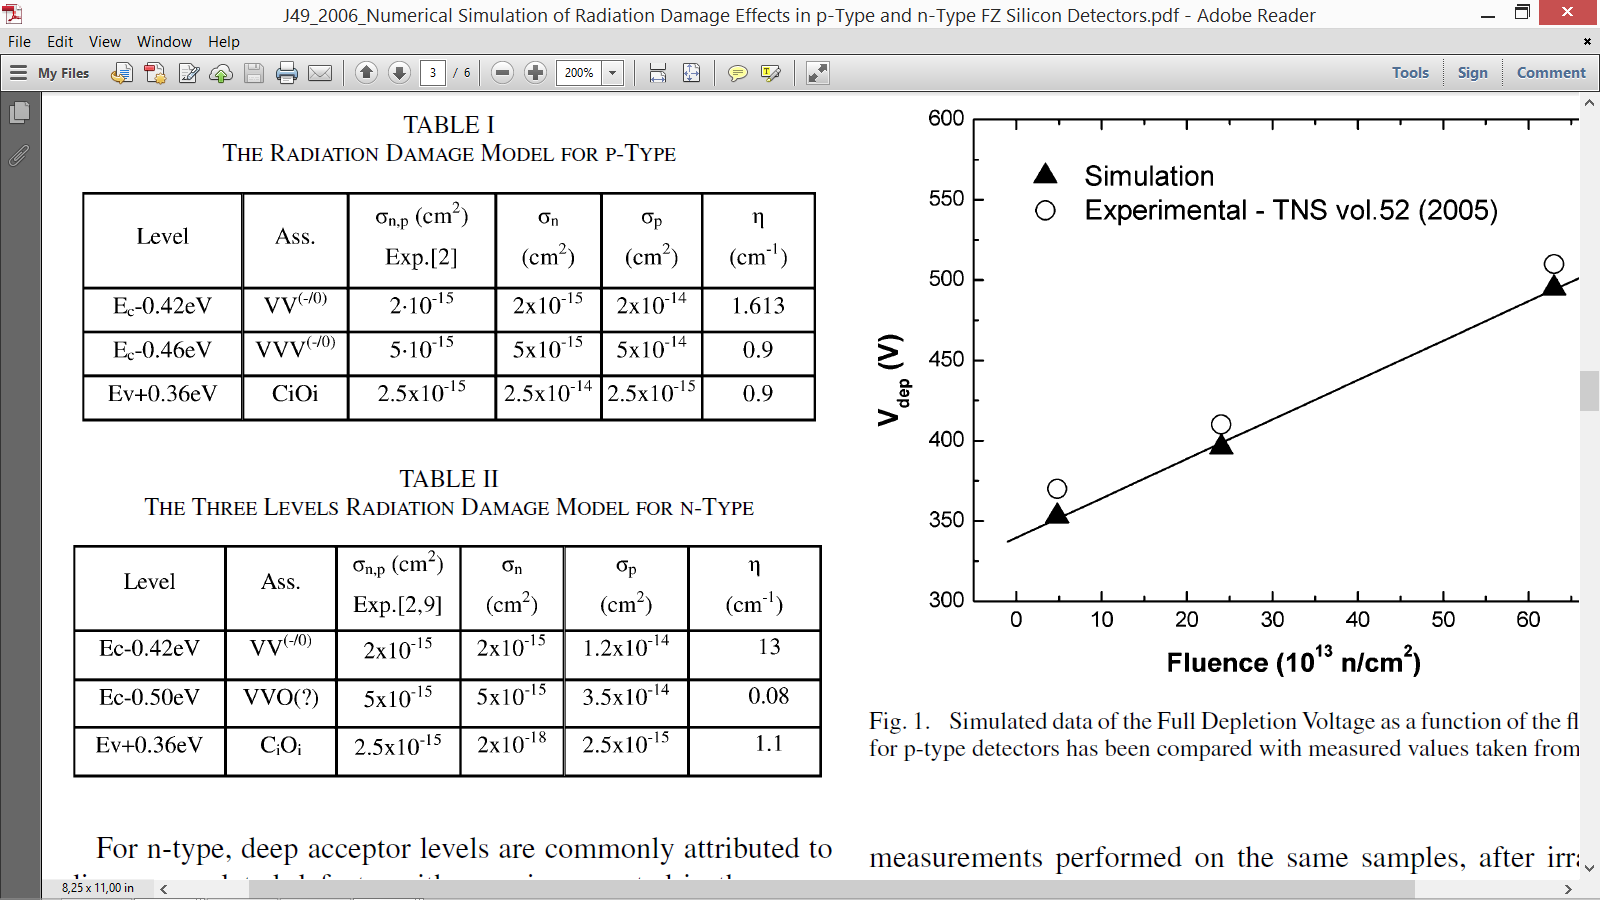 J49_2006_Numerical Simulation of Radiation Damage Effects in p-Type and n-Type FZ Silicon Detectors.pdf - Adobe Reader
File Edit View Window Help
My Files 3 / 6 200% Tools Sign Comment
TABLE I
THE RADIATION DAMAGE MODEL FOR P-TYPE
Level Ass. σn,p (cm²) Exp.[2] σn (cm²) σp (cm²) η (cm⁻¹)
Ec-0.42eV VV(-/0) 2·10⁻¹⁵ 2x10⁻¹⁵ 2x10⁻¹⁴ 1.613
Ec-0.46eV VVV(-/0) 5·10⁻¹⁵ 5x10⁻¹⁵ 5x10⁻¹⁴ 0.9
Ev+0.36eV CiOi 2.5x10⁻¹⁵ 2.5x10⁻¹⁴ 2.5x10⁻¹⁵ 0.9
TABLE II
THE THREE LEVELS RADIATION DAMAGE MODEL FOR N-TYPE
Level Ass. σn,p (cm²) Exp.[2,9] σn (cm²) σp (cm²) η (cm⁻¹)
Ec-0.42eV VV(-/0) 2x10⁻¹⁵ 2x10⁻¹⁵ 1.2x10⁻¹⁴ 13
Ec-0.50eV VVO(?) 5x10⁻¹⁵ 5x10⁻¹⁵ 3.5x10⁻¹⁴ 0.08
Ev+0.36eV CiOi 2.5x10⁻¹⁵ 2x10⁻¹⁸ 2.5x10⁻¹⁵ 1.1
For n-type, deep acceptor levels are commonly attributed to
600
550
500
450
400
350
300
Vdep (V)
Simulation
Experimental - TNS vol.52 (2005)
0 10 20 30 40 50 60
Fluence (10¹³ n/cm²)
Fig. 1. Simulated data of the Full Depletion Voltage as a function of the fl
for p-type detectors has been compared with measured values taken from
measurements performed on the same samples, after irra
8,25 x 11,00 in